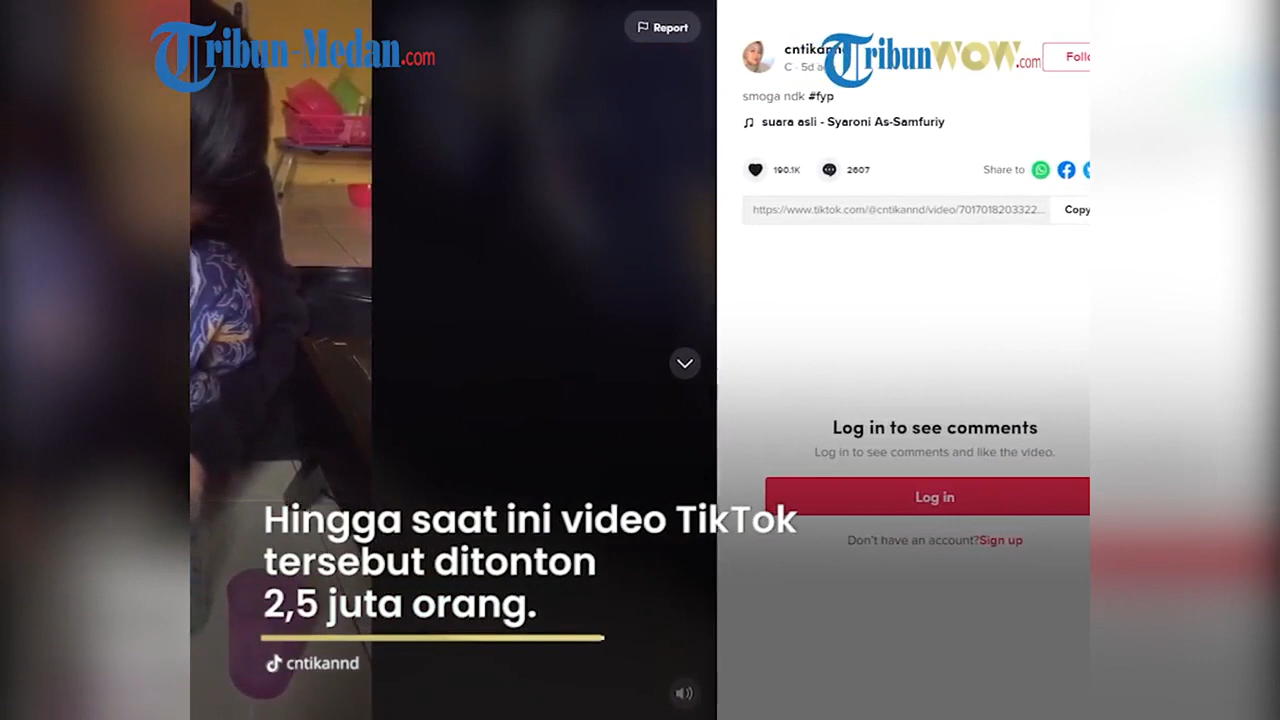 Tribun-Medan.com
Report
cntikannd
TribunWOW.com
Follo
C · 5d a
smoga ndk #fyp
suara asli - Syaroni As-Samfuriy
190.1K 2607 Share to
https://www.tiktok.com/@cntikannd/video/7017018203322... Copy
Log in to see comments
Log in to see comments and like the video.
Log in
Don't have an account?Sign up
Hingga saat ini video TikTok
tersebut ditonton
2,5 juta orang.
cntikannd